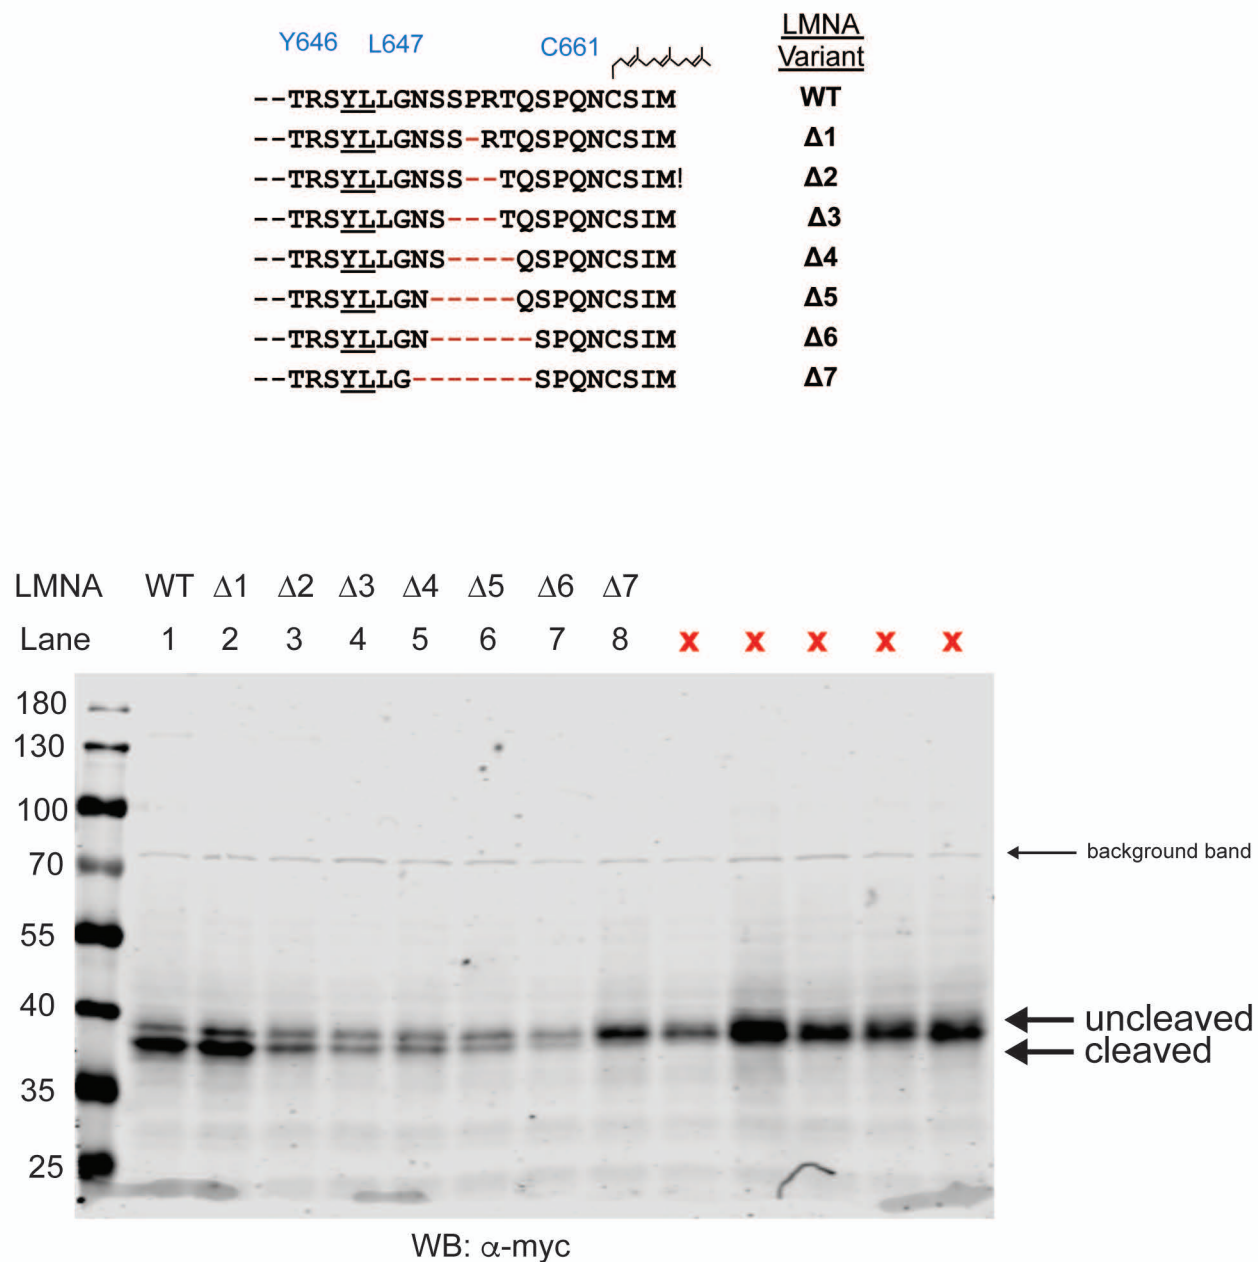 Y646 L647 C661 LMNA
Variant
--TRSYLLGNSSPRTQSPQNCSIM WT
--TRSYLLGNSS-RTQSPQNCSIM Δ1
--TRSYLLGNSS--TQSPQNCSIM! Δ2
--TRSYLLGNS---TQSPQNCSIM Δ3
--TRSYLLGNS----QSPQNCSIM Δ4
--TRSYLLGN-----QSPQNCSIM Δ5
--TRSYLLGN------SPQNCSIM Δ6
--TRSYLLG-------SPQNCSIM Δ7
LMNA WT Δ1 Δ2 Δ3 Δ4 Δ5 Δ6 Δ7
Lane 1 2 3 4 5 6 7 8 x x x x x
180
130
100
70 background band
55
40 uncleaved
cleaved
35
25
WB: α-myc